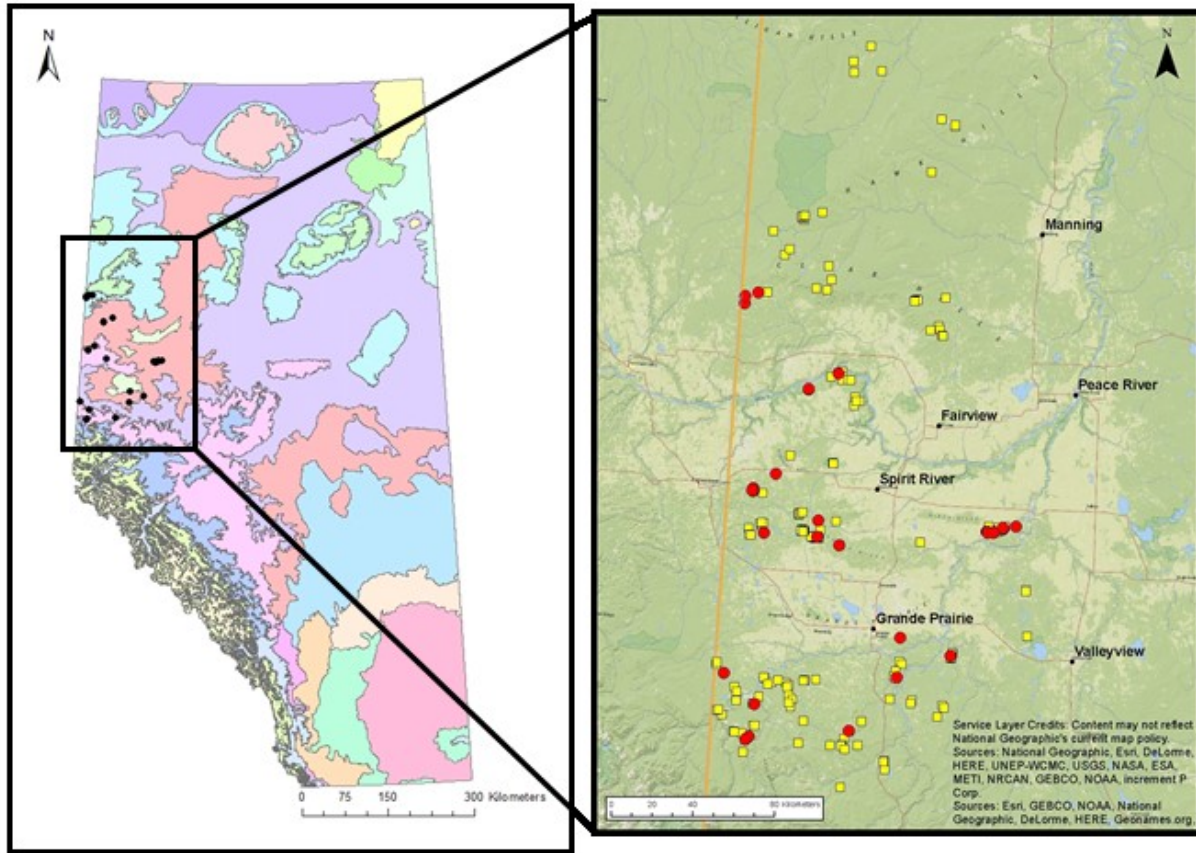 N
0 75 150 300 Kilometers
N
Manning
Peace River
Fairview
Spirit River
Grande Prairie
Valleyview
Service Layer Credits: Content may not reflect
National Geographic's current map policy.
Sources: National Geographic, Esri, DeLorme,
HERE, UNEP-WCMC, USGS, NASA, ESA,
METI, NRCAN, GEBCO, NOAA, increment P
Corp.
Sources: Esri, GEBCO, NOAA, National
Geographic, DeLorme, HERE, Geonames.org,
0 20 40 80 Kilometers